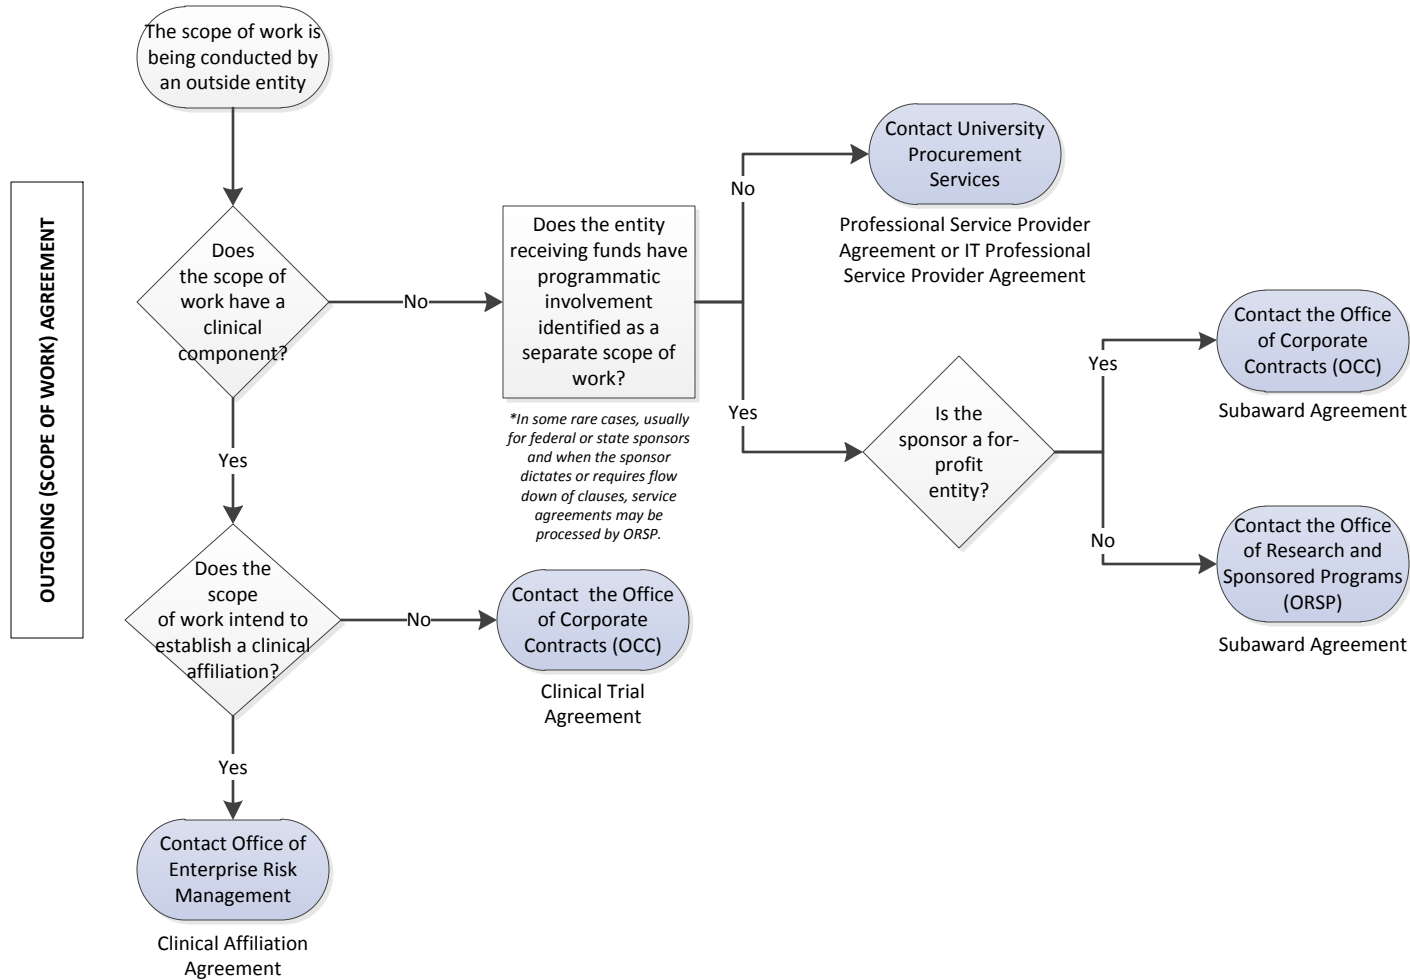 The scope of work is
being conducted by
an outside entity
OUTGOING (SCOPE OF WORK) AGREEMENT
Does
the scope of
work have a
clinical
component?
No
Does the entity
receiving funds have
programmatic
involvement
identified as a
separate scope of
work?
*In some rare cases, usually
for federal or state sponsors
and when the sponsor
dictates or requires flow
down of clauses, service
agreements may be
processed by ORSP.
No
Contact University
Procurement
Services
Professional Service Provider
Agreement or IT Professional
Service Provider Agreement
Yes
Is the
sponsor a for-
profit
entity?
Yes
Contact the Office
of Corporate
Contracts (OCC)
Subaward Agreement
No
Contact the Office
of Research and
Sponsored Programs
(ORSP)
Subaward Agreement
Yes
Does the
scope
of work intend to
establish a clinical
affiliation?
No
Contact  the Office
of Corporate
Contracts (OCC)
Clinical Trial
Agreement
Yes
Contact Office of
Enterprise Risk
Management
Clinical Affiliation
Agreement